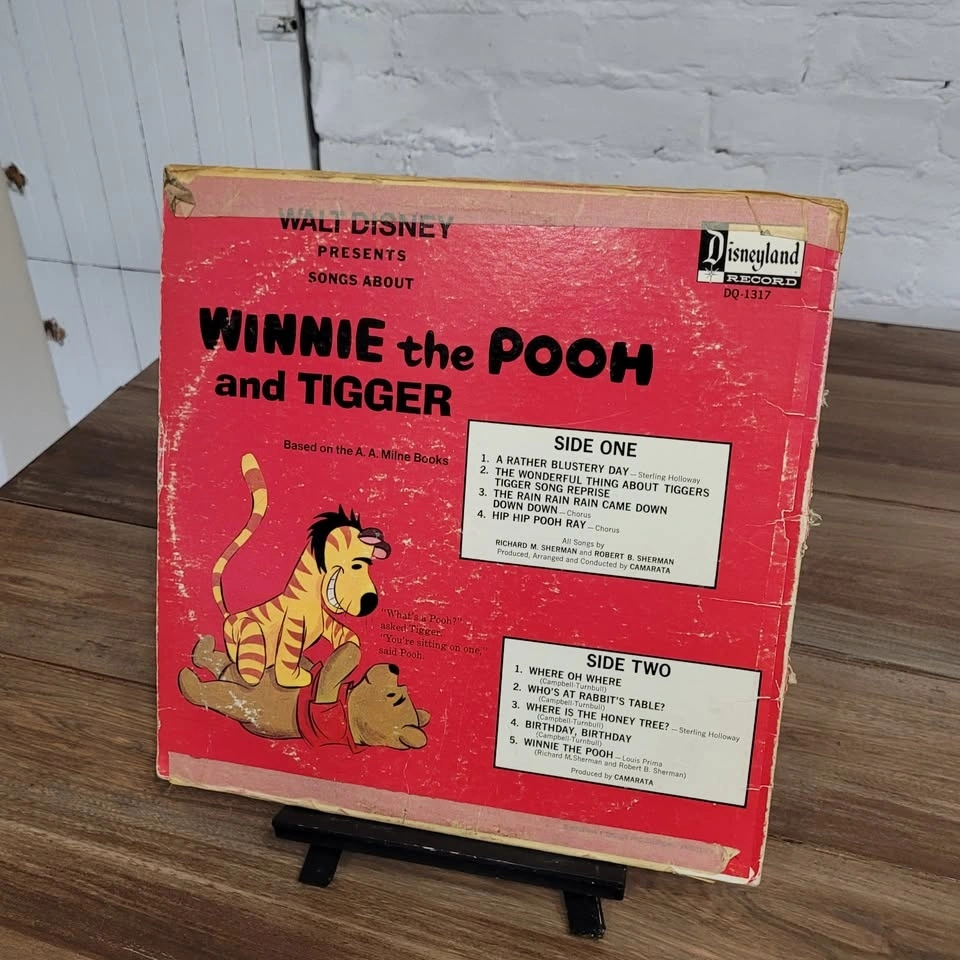 WALT DISNEY
PRESENTS
SONGS ABOUT
WINNIE the POOH
and TIGGER
Based on the A. A. Milne Books
Disneyland
RECORD
DQ-1317
SIDE ONE
1. A RATHER BLUSTERY DAY—Sterling Holloway
2. THE WONDERFUL THING ABOUT TIGGERS
TIGGER SONG REPRISE
3. THE RAIN RAIN RAIN CAME DOWN
DOWN DOWN—Chorus
4. HIP HIP POOH RAY—Chorus
All Songs by
RICHARD M. SHERMAN and ROBERT B. SHERMAN
Produced, Arranged and Conducted by CAMARATA
"What's a Pooh?"
asked Tigger.
"You're sitting on one,"
said Pooh.
SIDE TWO
1. WHERE OH WHERE
(Campbell-Turnbull)
2. WHO'S AT RABBIT'S TABLE?
(Campbell-Turnbull)
3. WHERE IS THE HONEY TREE?—Sterling Holloway
(Campbell-Turnbull)
4. BIRTHDAY, BIRTHDAY
(Campbell-Turnbull)
5. WINNIE THE POOH—Louis Prima
(Richard M. Sherman and Robert B. Sherman)
Produced by CAMARATA